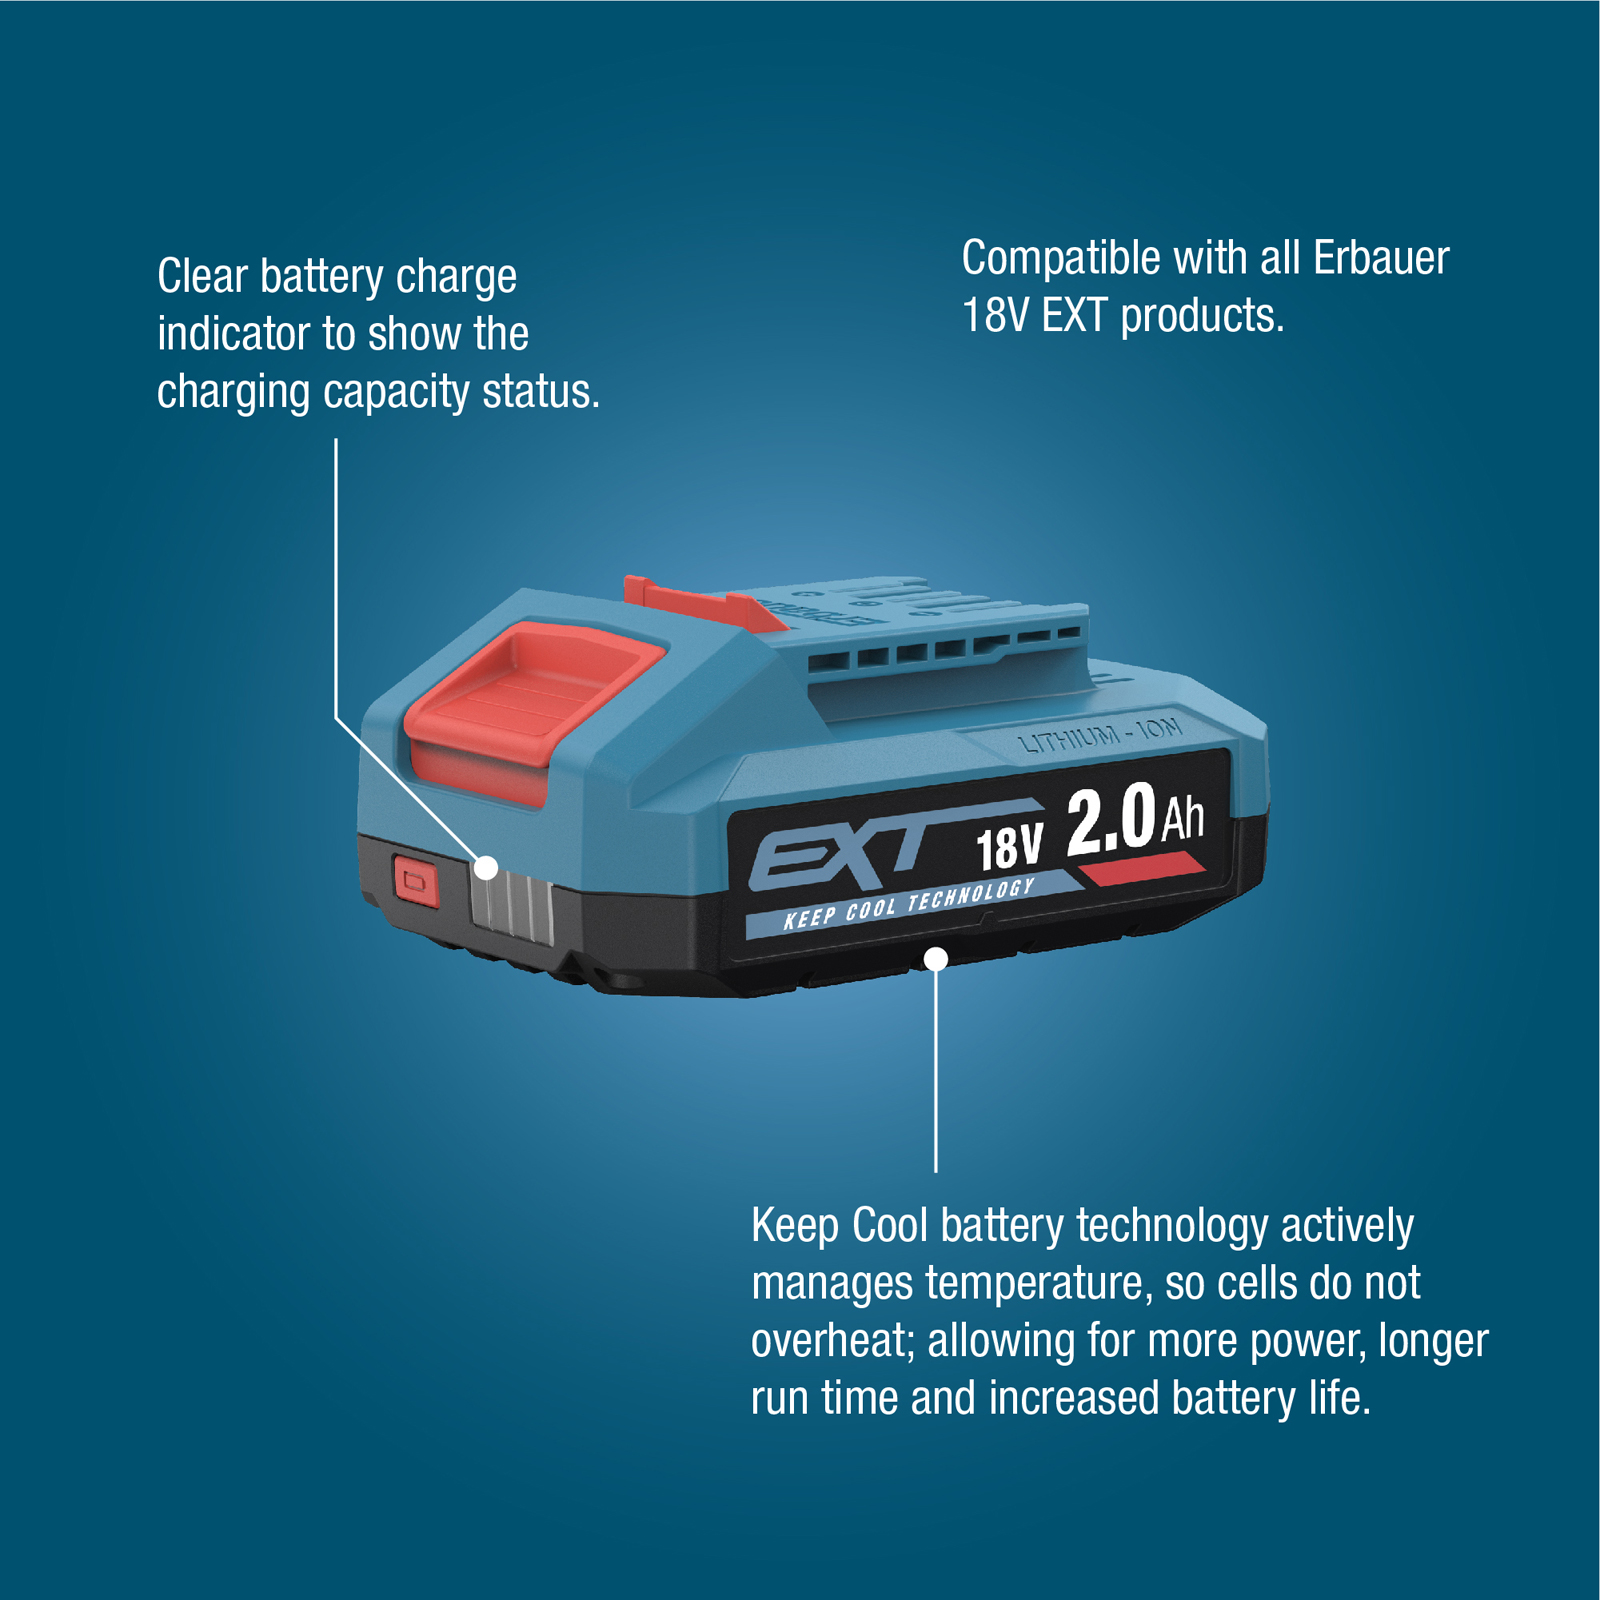 Clear battery charge
indicator to show the
charging capacity status.
Compatible with all Erbauer
18V EXT products.
LITHIUM - ION
EXT 18V 2.0Ah
KEEP COOL TECHNOLOGY
Keep Cool battery technology actively
manages temperature, so cells do not
overheat; allowing for more power, longer
run time and increased battery life.